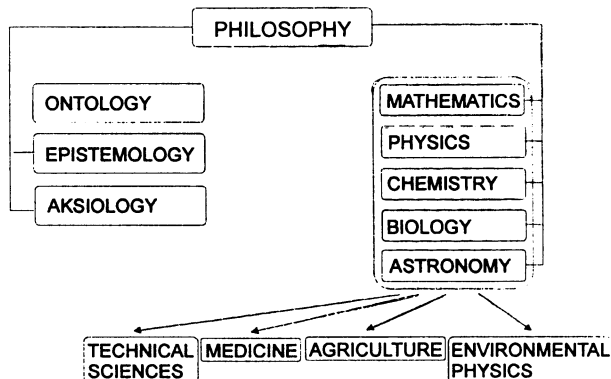 PHILOSOPHY
ONTOLOGY
EPISTEMOLOGY
AKSIOLOGY
MATHEMATICS
PHYSICS
CHEMISTRY
BIOLOGY
ASTRONOMY
TECHNICAL
SCIENCES
MEDICINE
AGRICULTURE
ENVIRONMENTAL
PHYSICS